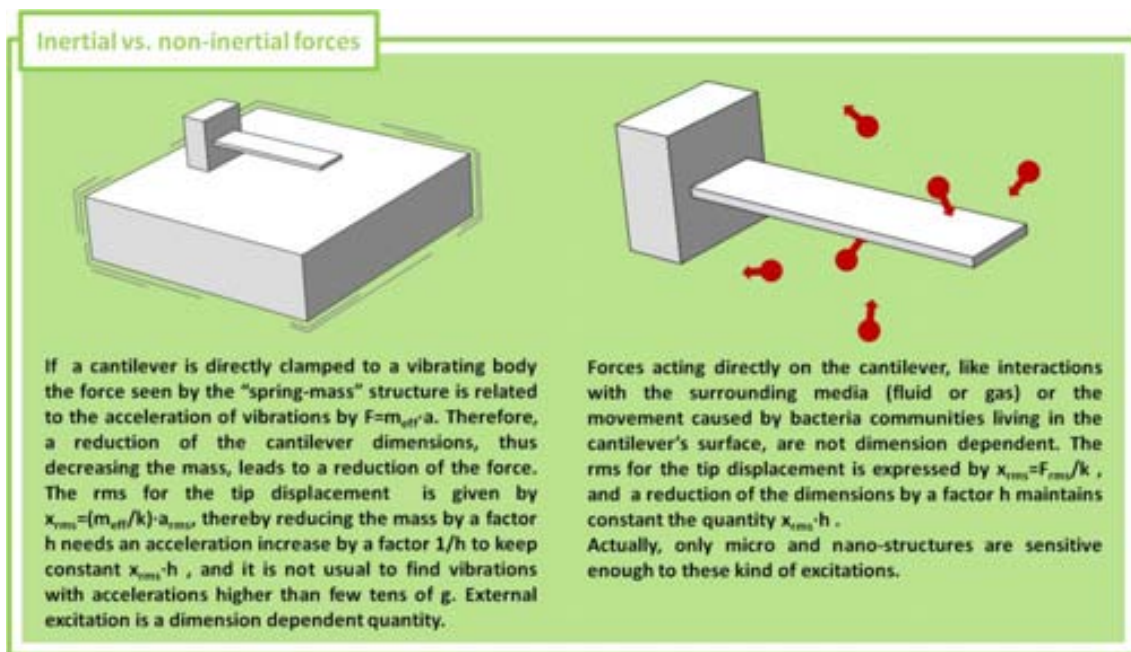 Inertial vs. non-inertial forces
If a cantilever is directly clamped to a vibrating body
the force seen by the “spring-mass” structure is related
to the acceleration of vibrations by F=meff·a. Therefore,
a reduction of the cantilever dimensions, thus
decreasing the mass, leads to a reduction of the force.
The rms for the tip displacement is given by
xrms=(meff/k)·arms, thereby reducing the mass by a factor
h needs an acceleration increase by a factor 1/h to keep
constant xrms·h , and it is not usual to find vibrations
with accelerations higher than few tens of g. External
excitation is a dimension dependent quantity.
Forces acting directly on the cantilever, like interactions
with the surrounding media (fluid or gas) or the
movement caused by bacteria communities living in the
cantilever’s surface, are not dimension dependent. The
rms for the tip displacement is expressed by xrms=Frms/k ,
and a reduction of the dimensions by a factor h maintains
constant the quantity xrms·h .
Actually, only micro and nano-structures are sensitive
enough to these kind of excitations.